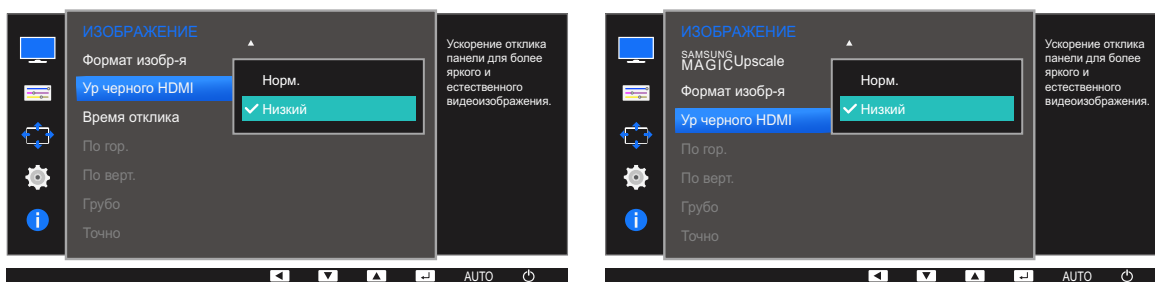 ИЗОБРАЖЕНИЕ
Формат изобр-я
Ур черного HDMI
Время отклика
По гор.
По верт.
Грубо
Точно
Норм.
Низкий
Ускорение отклика
панели для более
яркого и
естественного
видеоизображения.
AUTO
ИЗОБРАЖЕНИЕ
SAMSUNG
MAGICUpscale
Формат изобр-я
Ур черного HDMI
По гор.
По верт.
Грубо
Точно
Норм.
Низкий
Ускорение отклика
панели для более
яркого и
естественного
видеоизображения.
AUTO